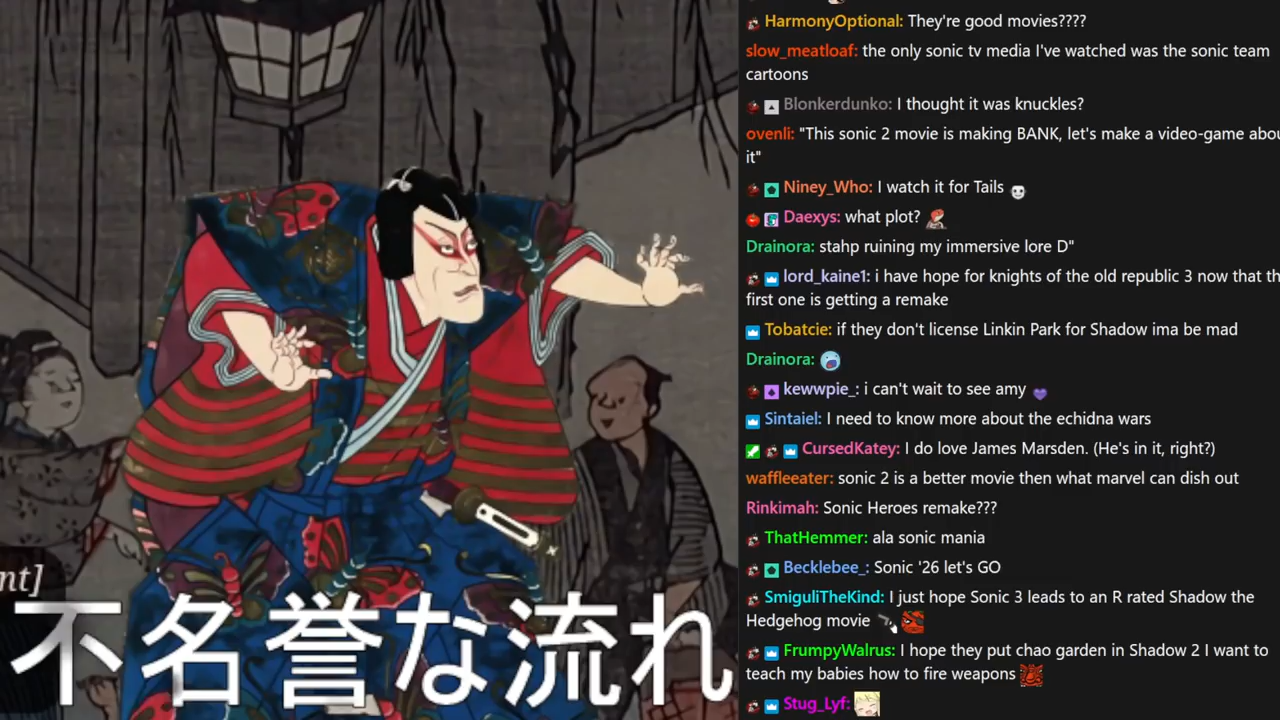 nt]
不名誉な流れ
HarmonyOptional: They're good movies????
slow_meatloaf: the only sonic tv media I've watched was the sonic team
cartoons
Blonkerdunko: I thought it was knuckles?
ovenli: "This sonic 2 movie is making BANK, let's make a video-game abou
it"
Niney_Who: I watch it for Tails
Daexys: what plot?
Drainora: stahp ruining my immersive lore D"
lord_kaine1: i have hope for knights of the old republic 3 now that th
first one is getting a remake
Tobatcie: if they don't license Linkin Park for Shadow ima be mad
Drainora:
kewwpie_: i can't wait to see amy
Sintaiel: I need to know more about the echidna wars
CursedKatey: I do love James Marsden. (He's in it, right?)
waffleeater: sonic 2 is a better movie then what marvel can dish out
Rinkimah: Sonic Heroes remake???
ThatHemmer: ala sonic mania
Becklebee_: Sonic '26 let's GO
SmiguliTheKind: I just hope Sonic 3 leads to an R rated Shadow the
Hedgehog movie
FrumpyWalrus: I hope they put chao garden in Shadow 2 I want to
teach my babies how to fire weapons
Stug_Lyf: